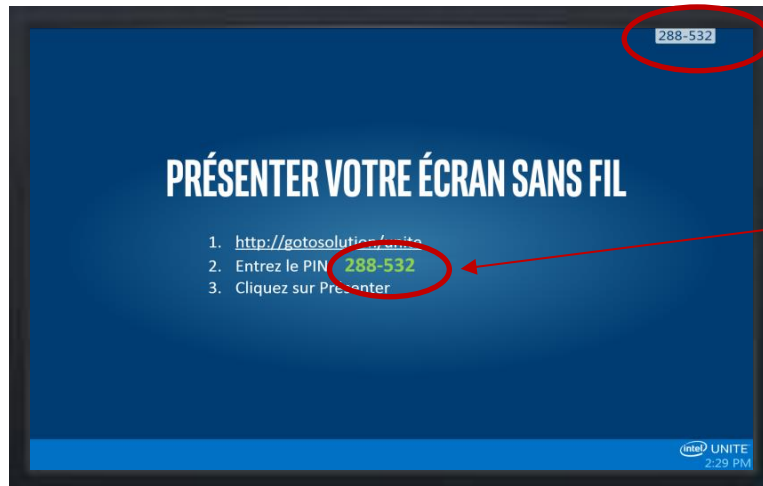 288-532
PRÉSENTER VOTRE ÉCRAN SANS FIL
1. http://gotosolution/unite
2. Entrez le PIN 288-532
3. Cliquez sur Présenter
intel UNITE
2:29 PM